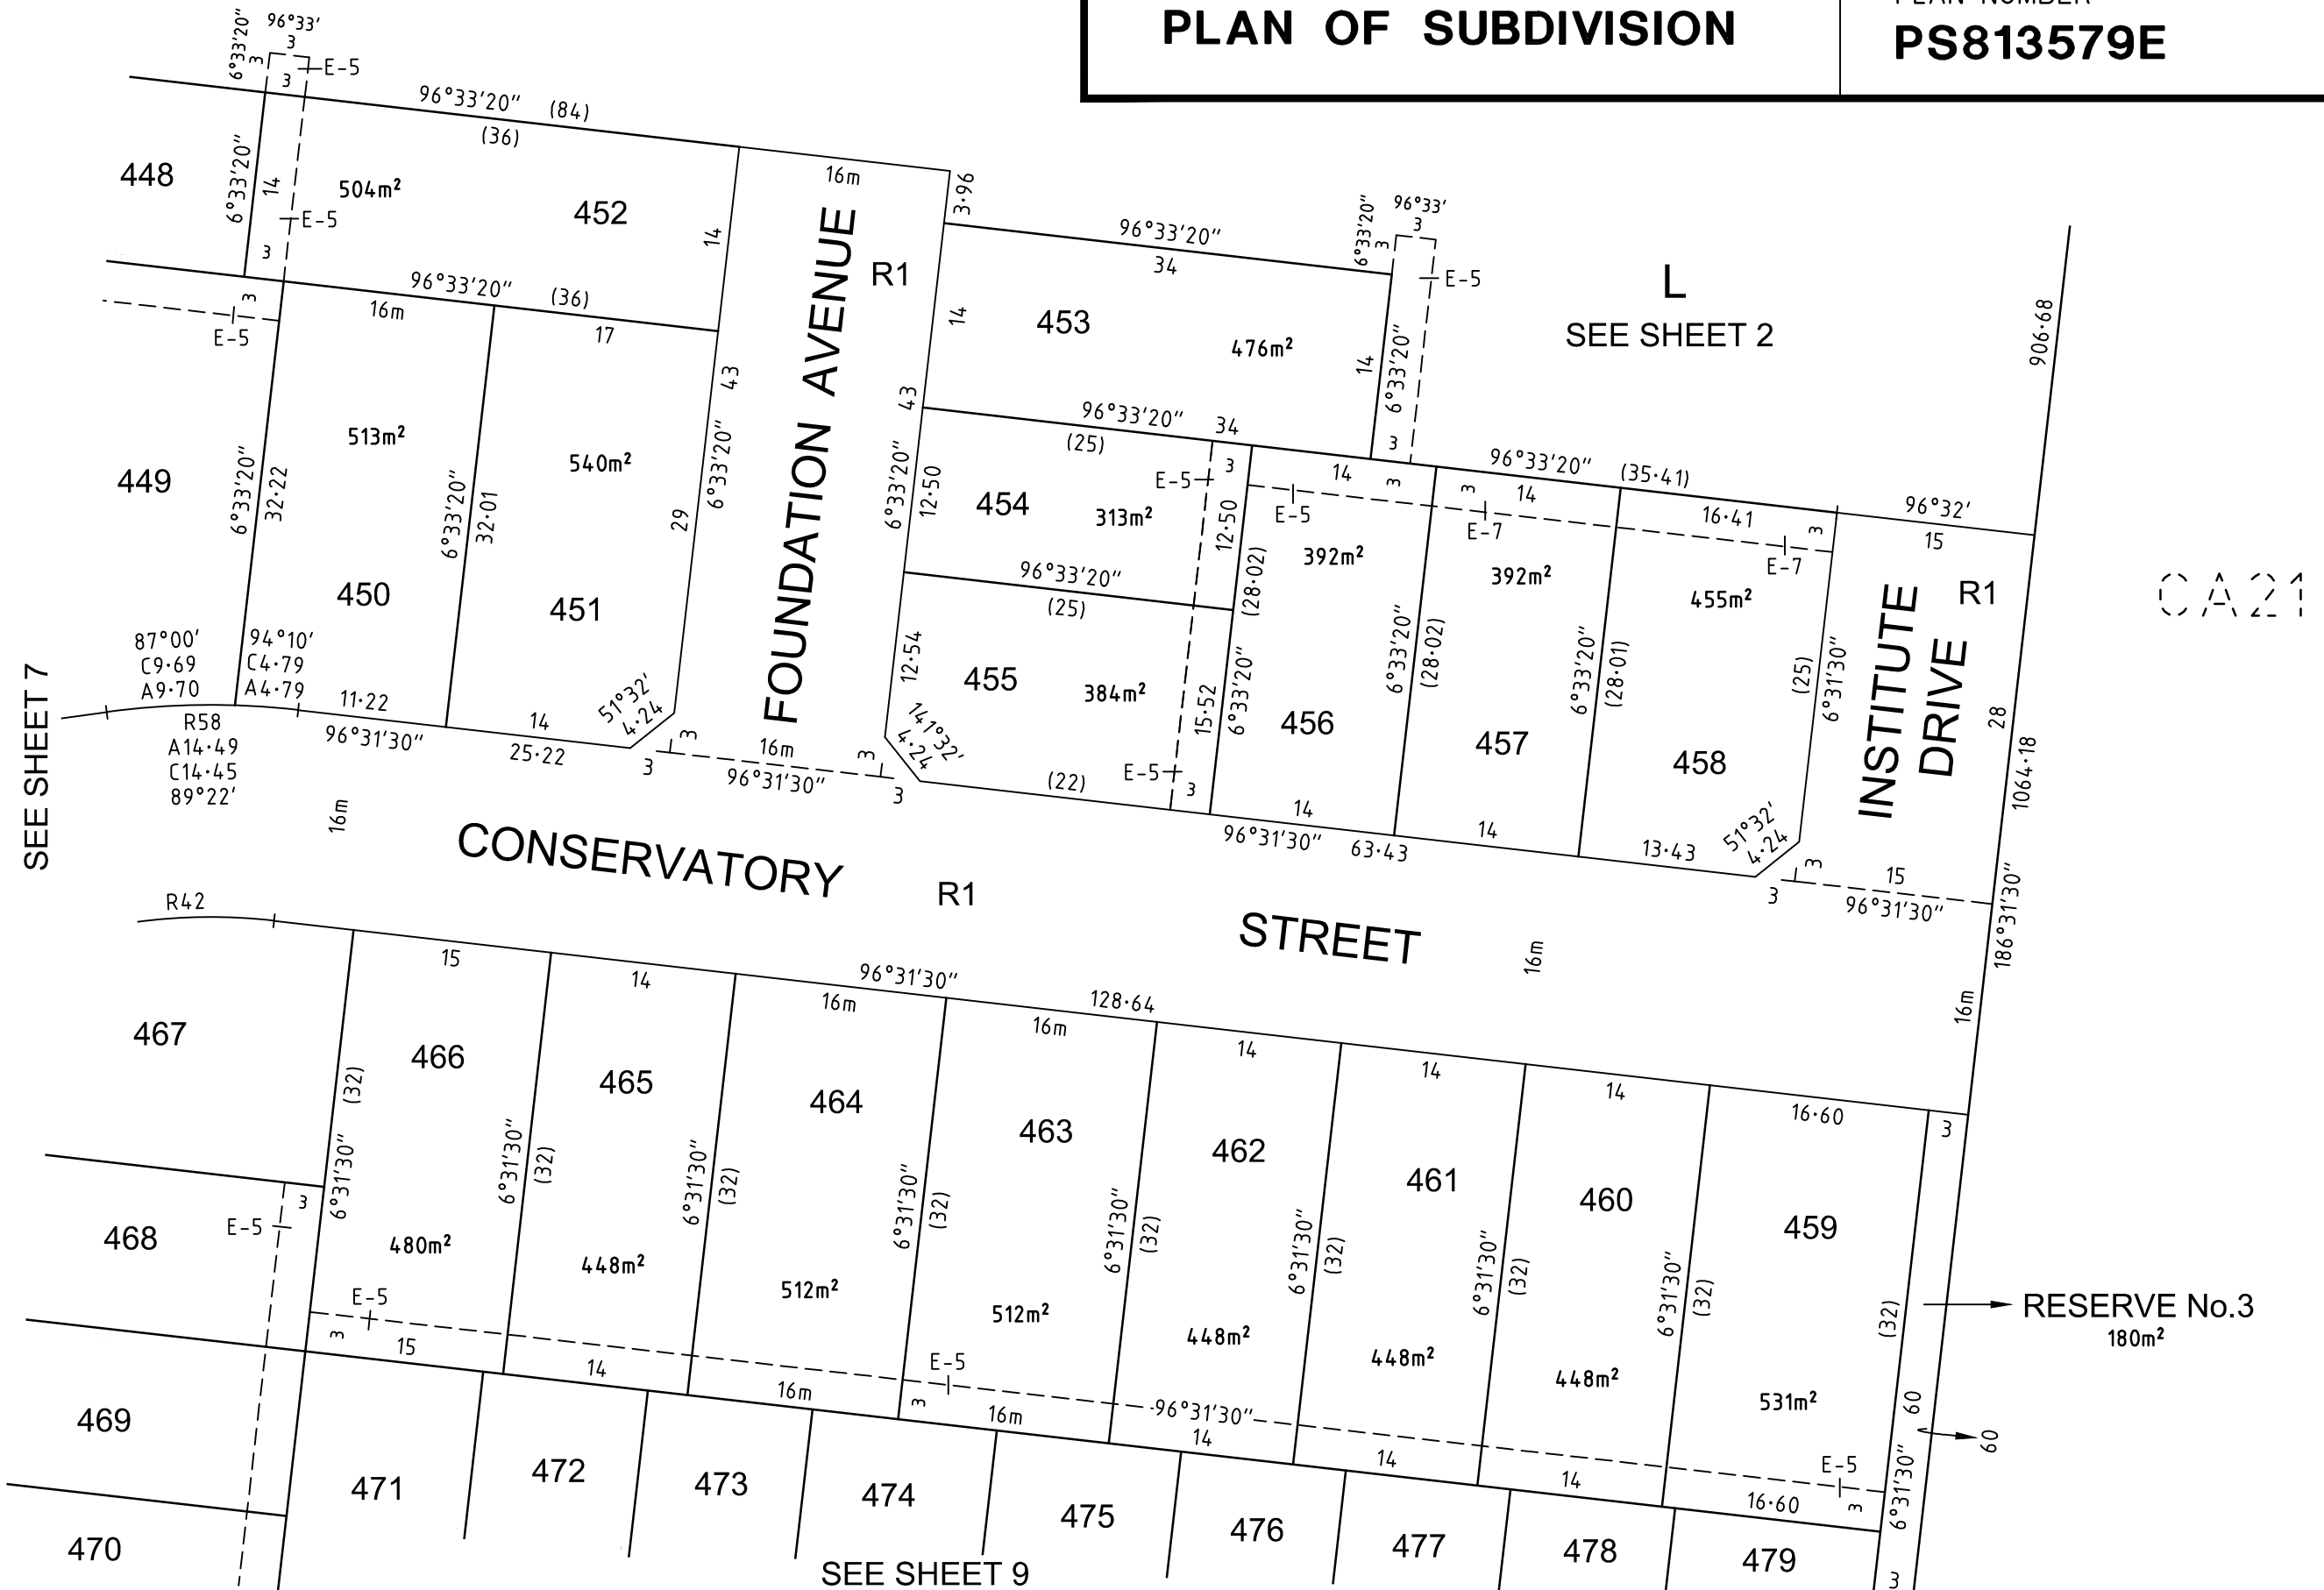 PLAN OF SUBDIVISION
PLAN NUMBER
PS813579E
6°33'20"
96°33'
3
3
3
E-5
96°33'20" (84)
(36)
448
6°33'20"
14
504m²
452
E-5
3
14
16m
3·96
96°33'20"
34
6°33'20"
96°33'
3
3
E-5
L
SEE SHEET 2
906·68
R1
FOUNDATION AVENUE
14
453
476m²
14
6°33'20"
3
96°33'20" (36)
3
E-5
16m
17
43
43
96°33'20" 34
(25)
449
513m²
540m²
6°33'20"
32·22
6°33'20"
32·01
29
6°33'20"
450
451
6°33'20"
12·50
454
313m²
E-5
3
12·50
14
3
E-5
3
14
E-7
96°33'20" (35·41)
16·41
3
E-7
96°32'
15
R1
CA21
392m²
392m²
455m²
96°33'20"
(25)
(28·02)
6°33'20"
6°33'20"
(28·02)
6°33'20"
(28·01)
(25)
6°31'30"
INSTITUTE
DRIVE
28
1064·18
SEE SHEET 7
87°00'
C9·69
A9·70
94°10'
C4·79
A4·79
11·22
14
R58
A14·49
C14·45
89°22'
96°31'30"
25·22
51°32'
4·24
3
3
16m
96°31'30"
3
3
141°32'
4·24
12·54
455
384m²
15·52
E-5
3
(22)
456
457
458
14
14
13·43
51°32'
4·24
96°31'30" 63·43
3
3
15
96°31'30"
186°31'30"
16m
CONSERVATORY
R1
STREET
16m
16m
R42
15
14
16m
96°31'30"
16m
128·64
14
14
14
16·60
3
467
466
465
464
463
462
461
460
459
(32)
6°31'30"
6°31'30"
(32)
6°31'30"
(32)
6°31'30"
(32)
6°31'30"
(32)
6°31'30"
(32)
6°31'30"
(32)
6°31'30"
(32)
(32)
468
E-5
3
480m²
448m²
512m²
512m²
448m²
448m²
448m²
531m²
RESERVE No.3
180m²
60
60
6°31'30"
E-5
3
15
14
16m
E-5
3
16m
96°31'30"
14
14
14
16·60
E-5
3
469
470
471
472
473
474
475
476
477
478
479
3
SEE SHEET 9